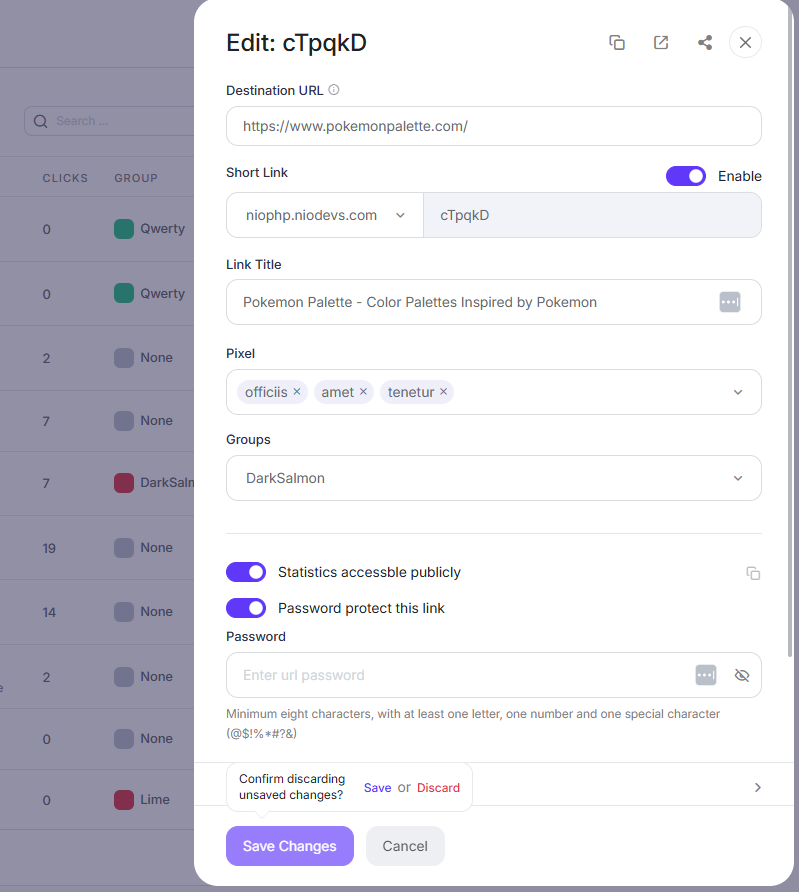 Edit: cTpqkD
Search ...
CLICKS GROUP
0 Qwerty
0 Qwerty
2 None
7 None
7 DarkSalm
19 None
14 None
2 None
0 None
0 Lime
Destination URL
https://www.pokemonpalette.com/
Short Link
Enable
niophp.niodevs.com
cTpqkD
Link Title
Pokemon Palette - Color Palettes Inspired by Pokemon
Pixel
officiis × amet × tenetur ×
Groups
DarkSalmon
Statistics accessble publicly
Password protect this link
Password
Enter url password
Minimum eight characters, with at least one letter, one number and one special character
(@$!%*#?&)
Confirm discarding
unsaved changes?
Save or Discard
Save Changes
Cancel